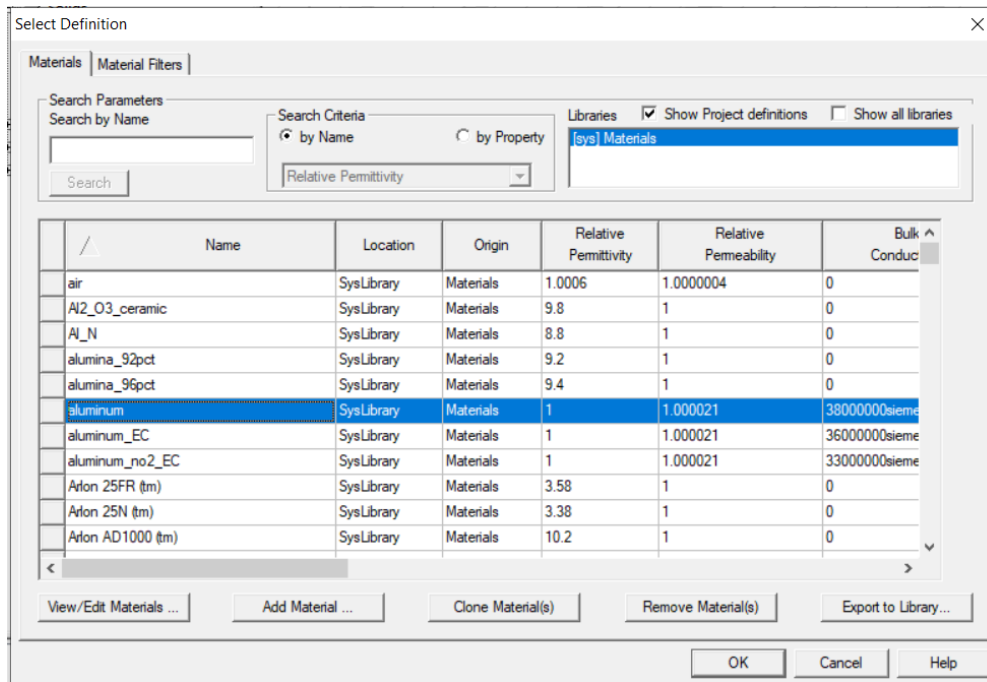 Select Definition
Materials
Material Filters
Search Parameters
Search by Name
Search
Search Criteria
by Name
by Property
Relative Permittivity
Libraries
Show Project definitions
Show all libraries
[sys] Materials
/ Name Location Origin Relative Permittivity Relative Permeability Bulk Conduc
air SysLibrary Materials 1.0006 1.0000004 0
Al2_O3_ceramic SysLibrary Materials 9.8 1 0
Al_N SysLibrary Materials 8.8 1 0
alumina_92pct SysLibrary Materials 9.2 1 0
alumina_96pct SysLibrary Materials 9.4 1 0
aluminum SysLibrary Materials 1 1.000021 38000000sieme
aluminum_EC SysLibrary Materials 1 1.000021 36000000sieme
aluminum_no2_EC SysLibrary Materials 1 1.000021 33000000sieme
Arlon 25FR (tm) SysLibrary Materials 3.58 1 0
Arlon 25N (tm) SysLibrary Materials 3.38 1 0
Arlon AD1000 (tm) SysLibrary Materials 10.2 1 0
View/Edit Materials ...
Add Material ...
Clone Material(s)
Remove Material(s)
Export to Library...
OK
Cancel
Help